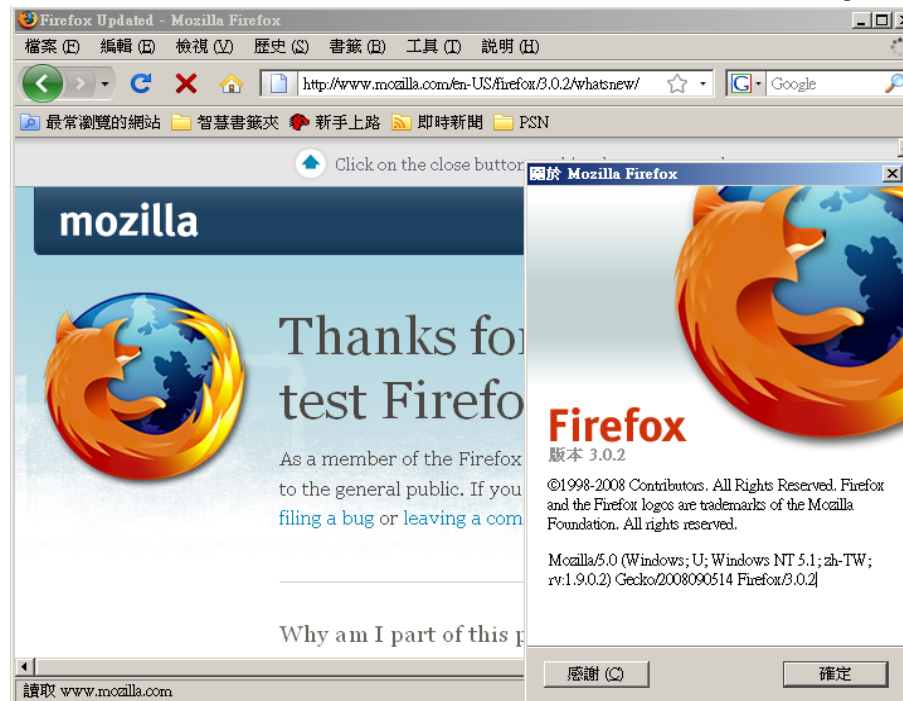 Firefox Updated - Mozilla Firefox
檔案 (F) 編輯 (E) 檢視 (V) 歷史 (S) 書籤 (B) 工具 (T) 説明 (H)
http://www.mozilla.com/en-US/firefox/3.0.2/whatsnew/ G Google
最常瀏覽的網站 智慧書籤夾 新手上路 即時新聞 PSN
Click on the close button
mozilla
Thanks for
test Firefo
As a member of the Firefox
to the general public. If you
filing a bug or leaving a com
Why am I part of this p
讀取 www.mozilla.com
關於 Mozilla Firefox
Firefox
版本 3.0.2
©1998-2008 Contributors. All Rights Reserved. Firefox
and the Firefox logos are trademarks of the Mozilla
Foundation. All rights reserved.
Mozilla/5.0 (Windows; U; Windows NT 5.1; zh-TW;
rv:1.9.0.2) Gecko/2008090514 Firefox/3.0.2
感謝 (C) 確定